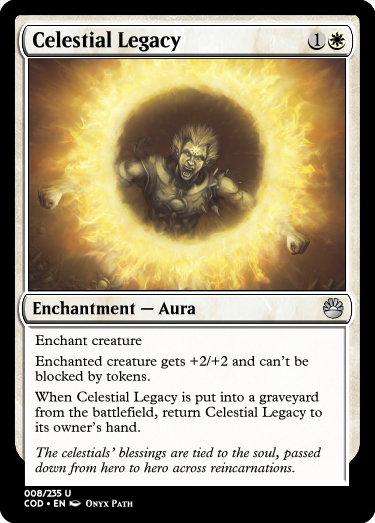 Celestial Legacy 1
Enchantment — Aura
Enchant creature
Enchanted creature gets +2/+2 and can't be
blocked by tokens.
When Celestial Legacy is put into a graveyard
from the battlefield, return Celestial Legacy to
its owner's hand.
The celestials' blessings are tied to the soul, passed
down from hero to hero across reincarnations.
008/235 U
COD • EN Onyx Path